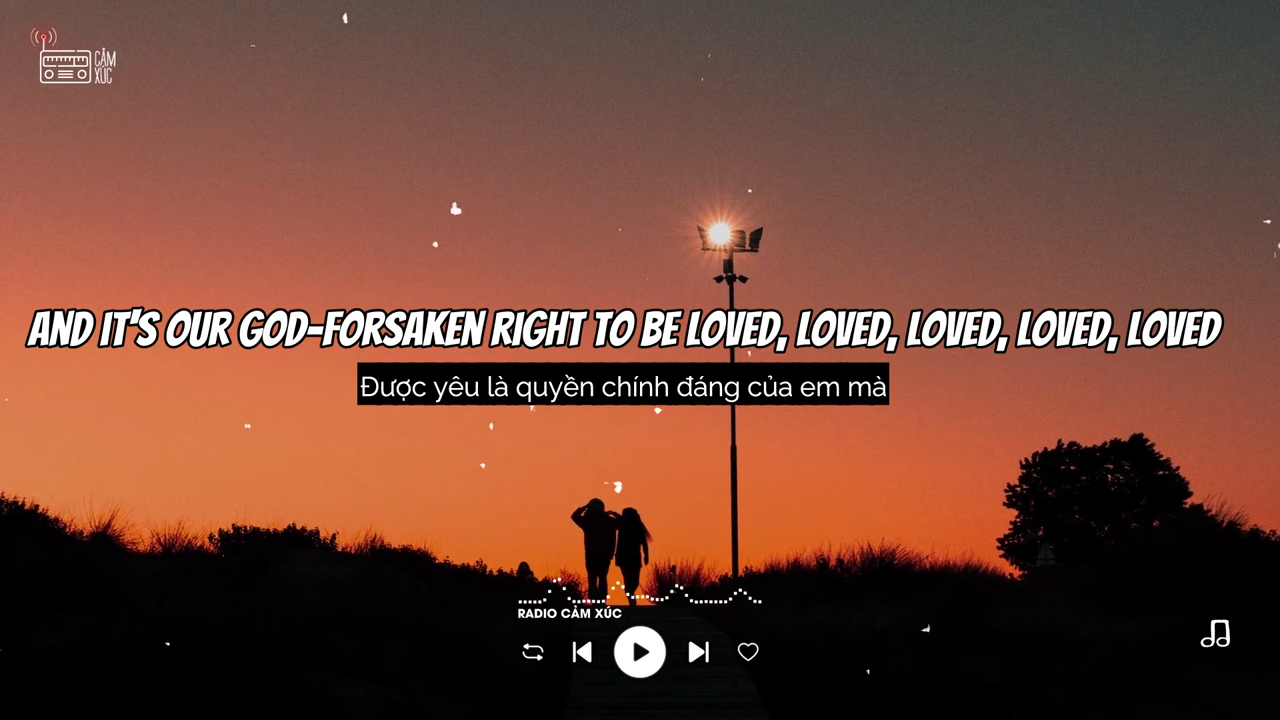 CẢM
XÚC
AND IT'S OUR GOD-FORSAKEN RIGHT TO BE LOVED, LOVED, LOVED, LOVED, LOVED
Được yêu là quyền chính đáng của em mà
RADIO CẢM XÚC